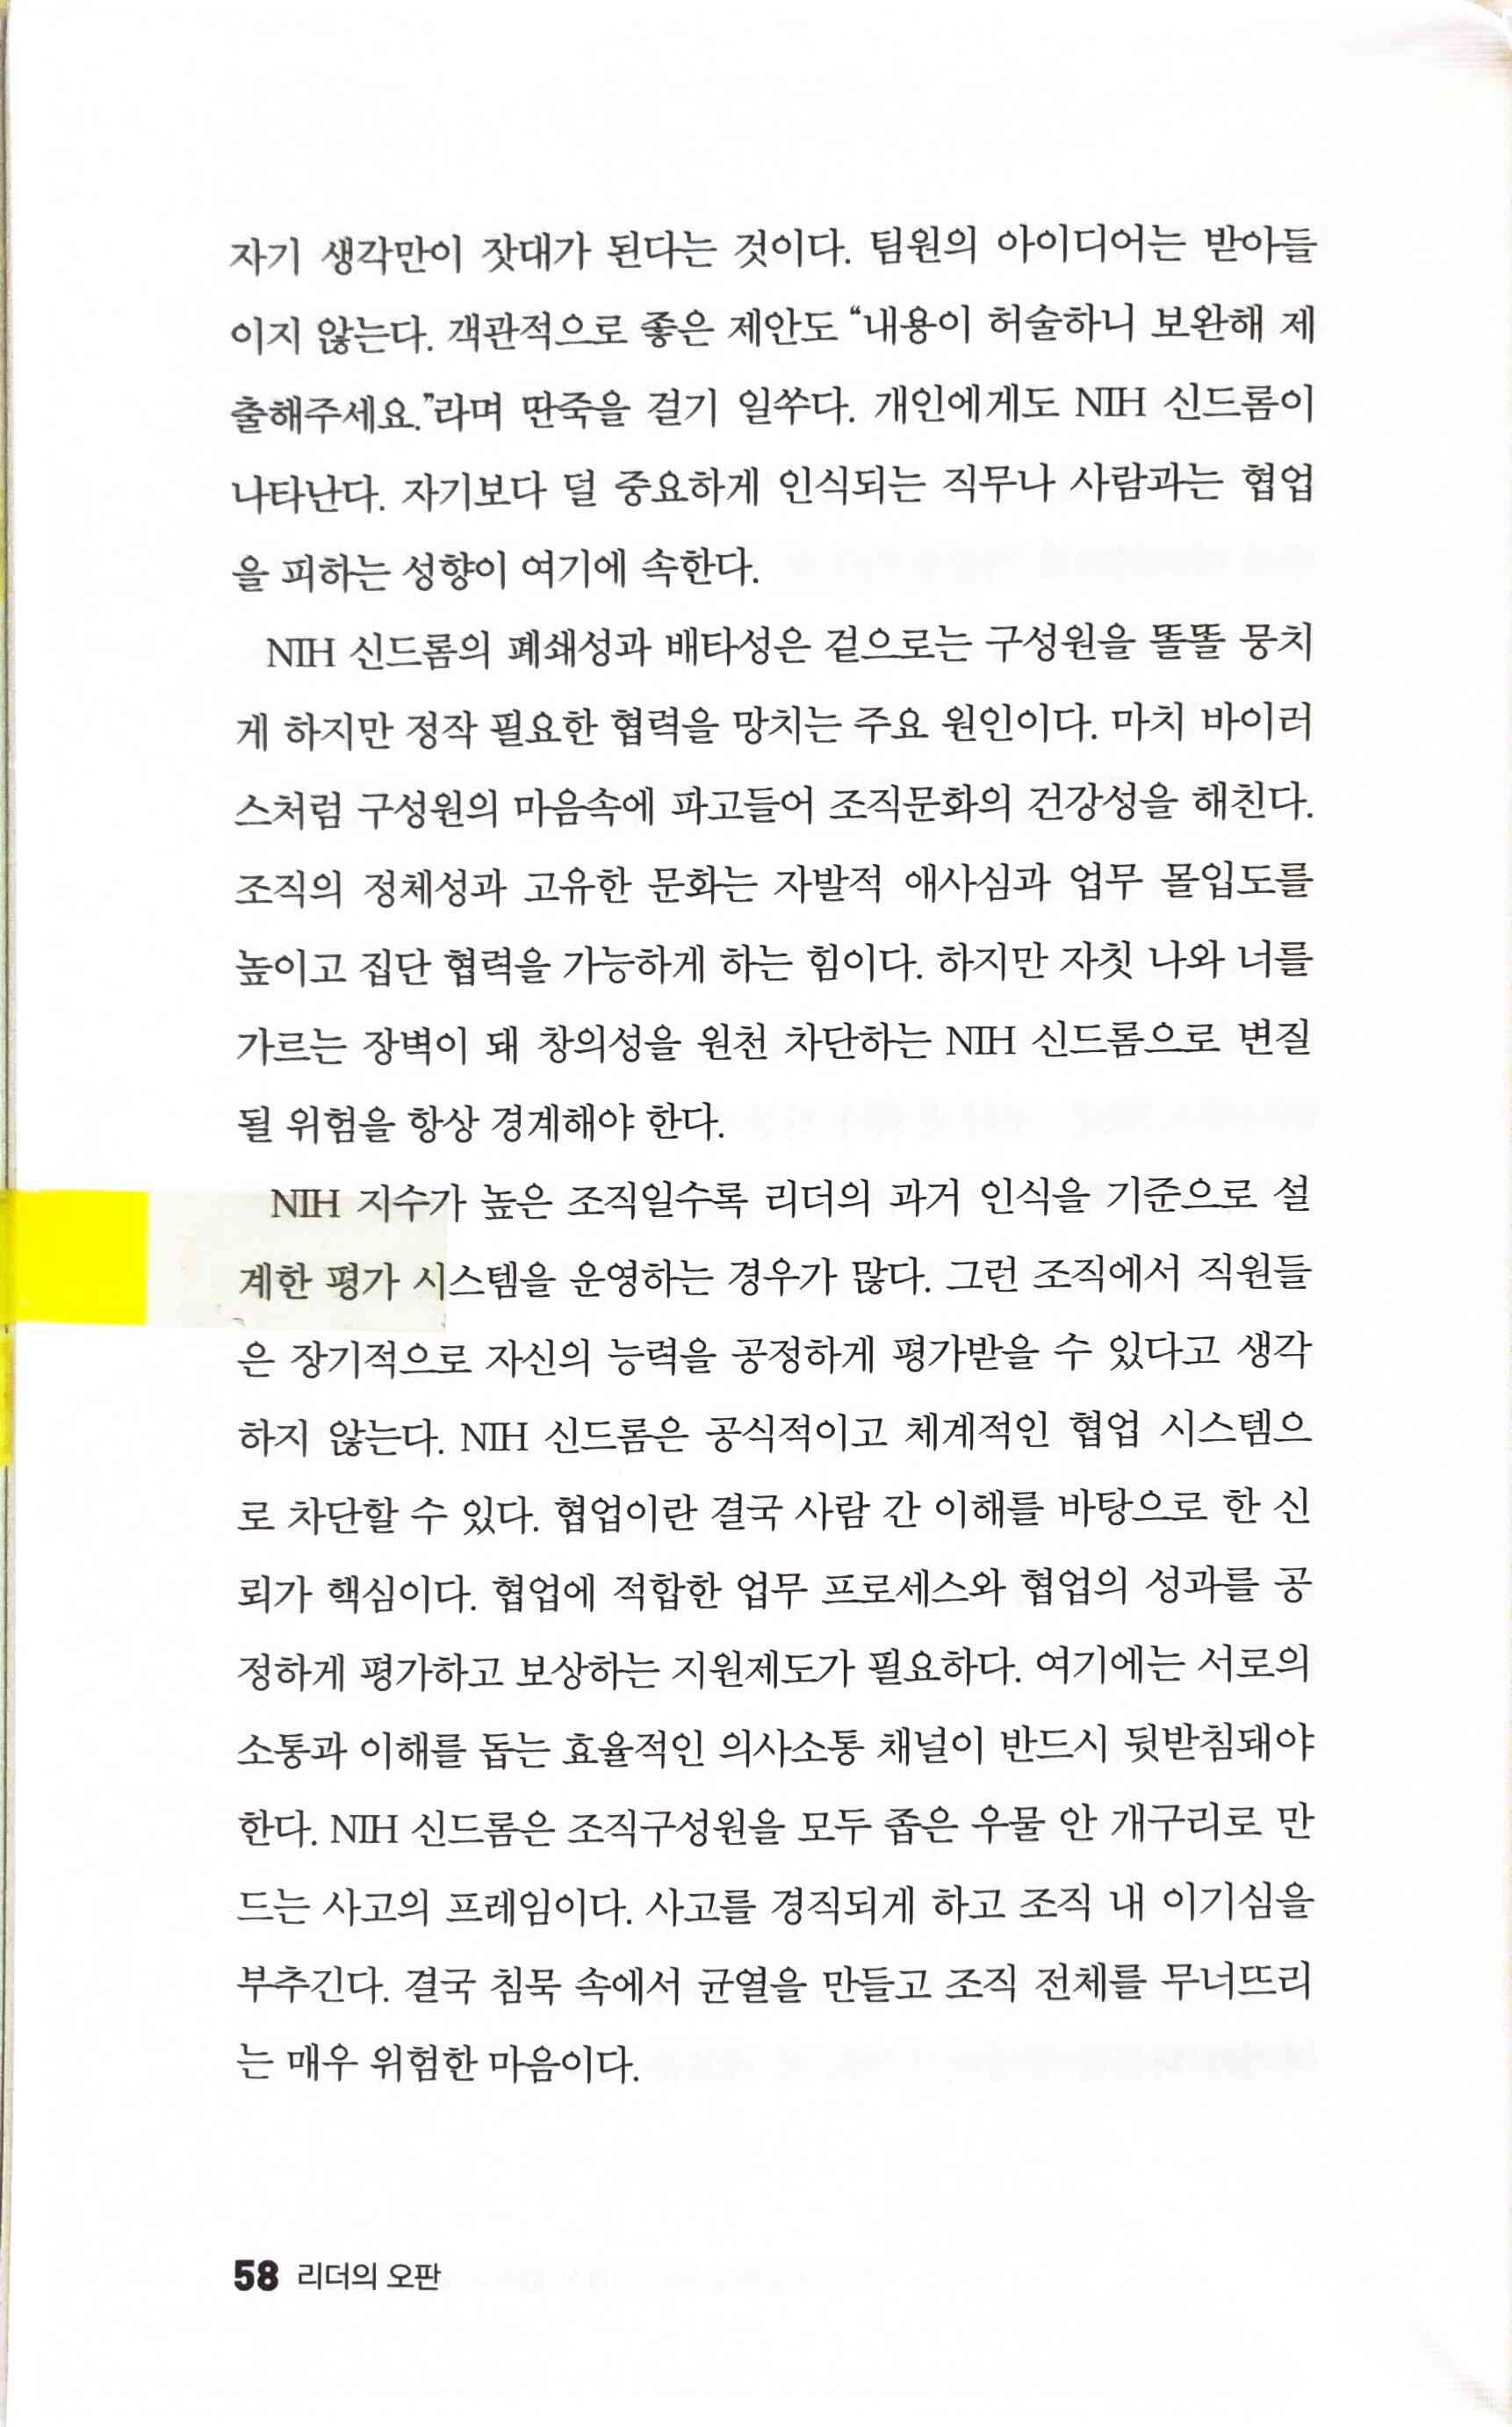 자기 생각만이 잣대가 된다는 것이다. 팀원의 아이디어는 받아들
이지 않는다. 객관적으로 좋은 제안도 “내용이 허술하니 보완해 제
출해주세요.”라며 딴죽을 걸기 일쑤다. 개인에게도 NIH 신드롬이
나타난다. 자기보다 덜 중요하게 인식되는 직무나 사람과는 협업
을 피하는 성향이 여기에 속한다.
NIH 신드롬의 폐쇄성과 배타성은 겉으로는 구성원을 똘똘 뭉치
게 하지만 정작 필요한 협력을 망치는 주요 원인이다. 마치 바이러
스처럼 구성원의 마음속에 파고들어 조직문화의 건강성을 해친다.
조직의 정체성과 고유한 문화는 자발적 애사심과 업무 몰입도를
높이고 집단 협력을 가능하게 하는 힘이다. 하지만 자칫 나와 너를
가르는 장벽이 돼 창의성을 원천 차단하는 NIH 신드롬으로 변질
될 위험을 항상 경계해야 한다.
NIH 지수가 높은 조직일수록 리더의 과거 인식을 기준으로 설
계한 평가 시스템을 운영하는 경우가 많다. 그런 조직에서 직원들
은 장기적으로 자신의 능력을 공정하게 평가받을 수 있다고 생각
하지 않는다. NIH 신드롬은 공식적이고 체계적인 협업 시스템으
로 차단할 수 있다. 협업이란 결국 사람 간 이해를 바탕으로 한 신
뢰가 핵심이다. 협업에 적합한 업무 프로세스와 협업의 성과를 공
정하게 평가하고 보상하는 지원제도가 필요하다. 여기에는 서로의
소통과 이해를 돕는 효율적인 의사소통 채널이 반드시 뒷받침돼야
한다. NIH 신드롬은 조직구성원을 모두 좁은 우물 안 개구리로 만
드는 사고의 프레임이다. 사고를 경직되게 하고 조직 내 이기심을
부추긴다. 결국 침묵 속에서 균열을 만들고 조직 전체를 무너뜨리
는 매우 위험한 마음이다.
58 리더의 오판